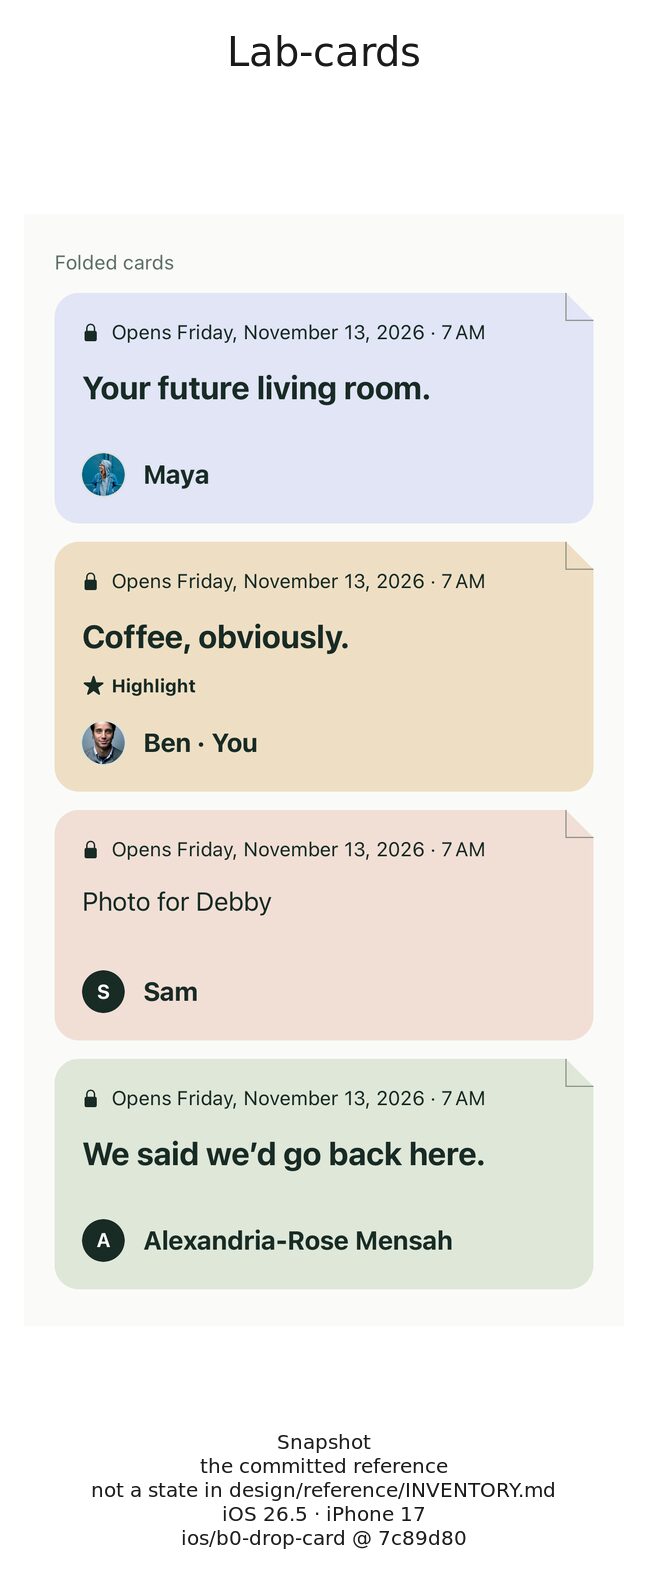 Lab-cards
Folded cards
Opens Friday, November 13, 2026 · 7 AM
Your future living room.
Maya
Opens Friday, November 13, 2026 · 7 AM
Coffee, obviously.
Highlight
Ben · You
Opens Friday, November 13, 2026 · 7 AM
Photo for Debby
S
Sam
Opens Friday, November 13, 2026 · 7 AM
We said we’d go back here.
A
Alexandria-Rose Mensah
Snapshot
the committed reference
not a state in design/reference/INVENTORY.md
iOS 26.5 · iPhone 17
ios/b0-drop-card @ 7c89d80